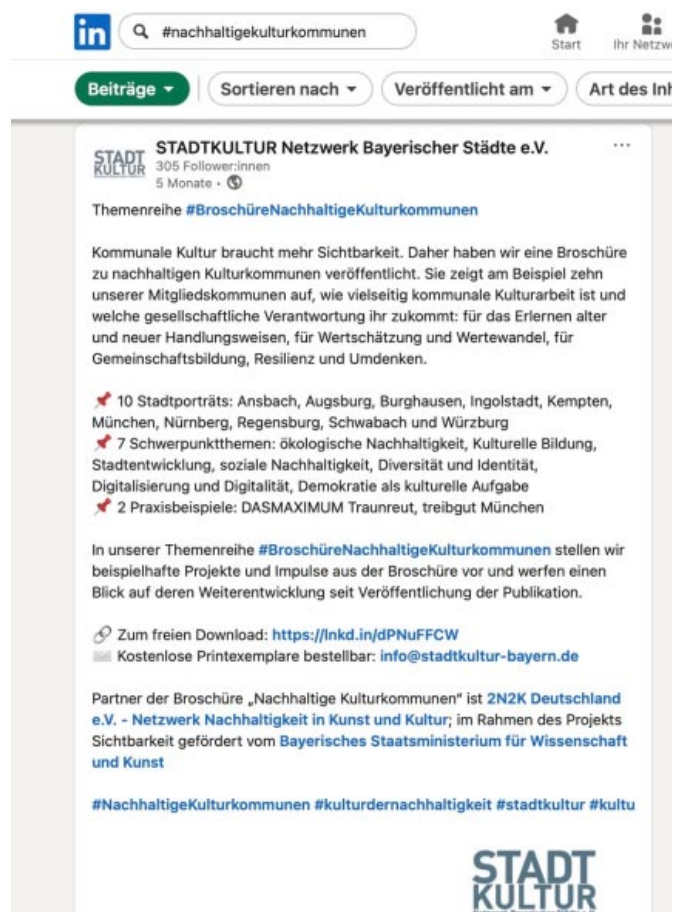 in
#nachhaltigekulturkommunen
Start
Ihr Netzw
Beiträge
Sortieren nach
Veröffentlicht am
Art des Inh
STADT
KULTUR
STADTKULTUR Netzwerk Bayerischer Städte e.V.
305 Follower:innen
5 Monate •
Themenreihe #BroschüreNachhaltigeKulturkommunen
Kommunale Kultur braucht mehr Sichtbarkeit. Daher haben wir eine Broschüre
zu nachhaltigen Kulturkommunen veröffentlicht. Sie zeigt am Beispiel zehn
unserer Mitgliedskommunen auf, wie vielseitig kommunale Kulturarbeit ist und
welche gesellschaftliche Verantwortung ihr zukommt: für das Erlernen alter
und neuer Handlungsweisen, für Wertschätzung und Wertewandel, für
Gemeinschaftsbildung, Resilienz und Umdenken.
📌 10 Stadtporträts: Ansbach, Augsburg, Burghausen, Ingolstadt, Kempten,
München, Nürnberg, Regensburg, Schwabach und Würzburg
📌 7 Schwerpunktthemen: ökologische Nachhaltigkeit, Kulturelle Bildung,
Stadtentwicklung, soziale Nachhaltigkeit, Diversität und Identität,
Digitalisierung und Digitalität, Demokratie als kulturelle Aufgabe
📌 2 Praxisbeispiele: DASMAXIMUM Traunreut, treibgut München
In unserer Themenreihe #BroschüreNachhaltigeKulturkommunen stellen wir
beispielhafte Projekte und Impulse aus der Broschüre vor und werfen einen
Blick auf deren Weiterentwicklung seit Veröffentlichung der Publikation.
🔗 Zum freien Download: https://lnkd.in/dPNuFFCW
✉️ Kostenlose Printexemplare bestellbar: info@stadtkultur-bayern.de
Partner der Broschüre „Nachhaltige Kulturkommunen" ist 2N2K Deutschland
e.V. - Netzwerk Nachhaltigkeit in Kunst und Kultur; im Rahmen des Projekts
Sichtbarkeit gefördert vom Bayerisches Staatsministerium für Wissenschaft
und Kunst
#NachhaltigeKulturkommunen #kulturdernachhaltigkeit #stadtkultur #kultu
STADT
KULTUR